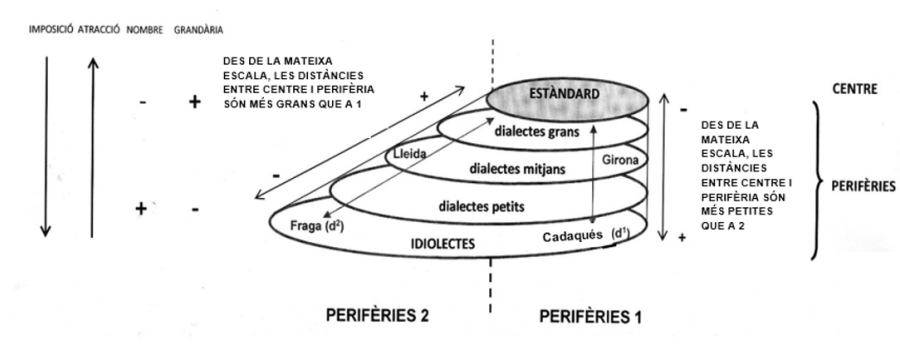 IMPOSICIÓ ATRACCIÓ NOMBRE GRANDÀRIA
- +
+ -
DES DE LA MATEIXA
ESCALA, LES DISTÀNCIES
ENTRE CENTRE I PERIFÈRIA
SÓN MÉS GRANS QUE A 1
+
-
ESTÀNDARD
dialectes grans
Lleida
dialectes mitjans
Girona
dialectes petits
Fraga (d²)
IDIOLECTES
Cadaqués (d¹)
-
+
DES DE LA
MATEIXA
ESCALA, LES
DISTÀNCIES
ENTRE CENTRE I
PERIFÈRIA SÓN
MÉS PETITES
QUE A 2
CENTRE
PERIFÈRIES
PERIFÈRIES 2
PERIFÈRIES 1